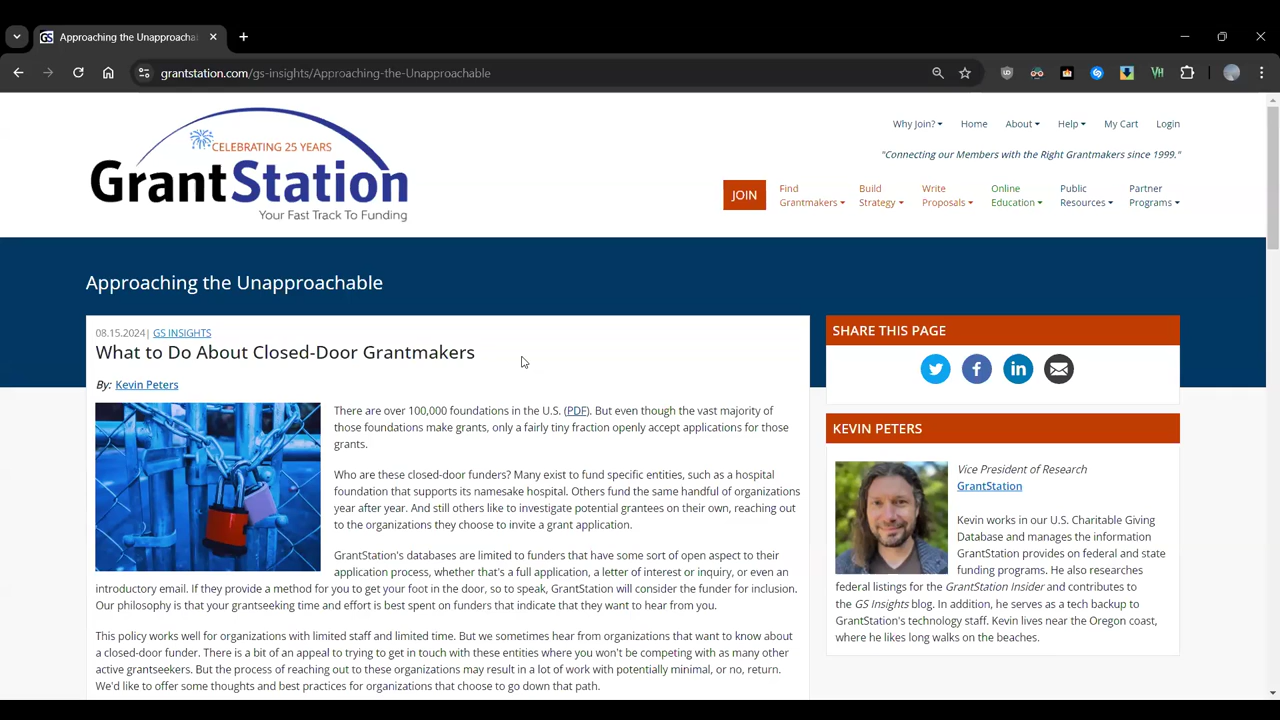 Approaching the Unapproacha
grantstation.com/gs-insights/Approaching-the-Unapproachable
CELEBRATING 25 YEARS
GrantStation
Your Fast Track To Funding
Why Join? Home About Help My Cart Login
"Connecting our Members with the Right Grantmakers since 1999."
JOIN
Find Grantmakers
Build Strategy
Write Proposals
Online Education
Public Resources
Partner Programs
Approaching the Unapproachable
08.15.2024| GS INSIGHTS
What to Do About Closed-Door Grantmakers
By: Kevin Peters
There are over 100,000 foundations in the U.S. (PDF). But even though the vast majority of
those foundations make grants, only a fairly tiny fraction openly accept applications for those
grants.
Who are these closed-door funders? Many exist to fund specific entities, such as a hospital
foundation that supports its namesake hospital. Others fund the same handful of organizations
year after year. And still others like to investigate potential grantees on their own, reaching out
to the organizations they choose to invite a grant application.
GrantStation's databases are limited to funders that have some sort of open aspect to their
application process, whether that's a full application, a letter of interest or inquiry, or even an
introductory email. If they provide a method for you to get your foot in the door, so to speak, GrantStation will consider the funder for inclusion.
Our philosophy is that your grantseeking time and effort is best spent on funders that indicate that they want to hear from you.
This policy works well for organizations with limited staff and limited time. But we sometimes hear from organizations that want to know about
a closed-door funder. There is a bit of an appeal to trying to get in touch with these entities where you won't be competing with as many other
active grantseekers. But the process of reaching out to these organizations may result in a lot of work with potentially minimal, or no, return.
We'd like to offer some thoughts and best practices for organizations that choose to go down that path.
SHARE THIS PAGE
KEVIN PETERS
Vice President of Research
GrantStation
Kevin works in our U.S. Charitable Giving
Database and manages the information
GrantStation provides on federal and state
funding programs. He also researches
federal listings for the GrantStation Insider and contributes to
the GS Insights blog. In addition, he serves as a tech backup to
GrantStation's technology staff. Kevin lives near the Oregon coast,
where he likes long walks on the beaches.